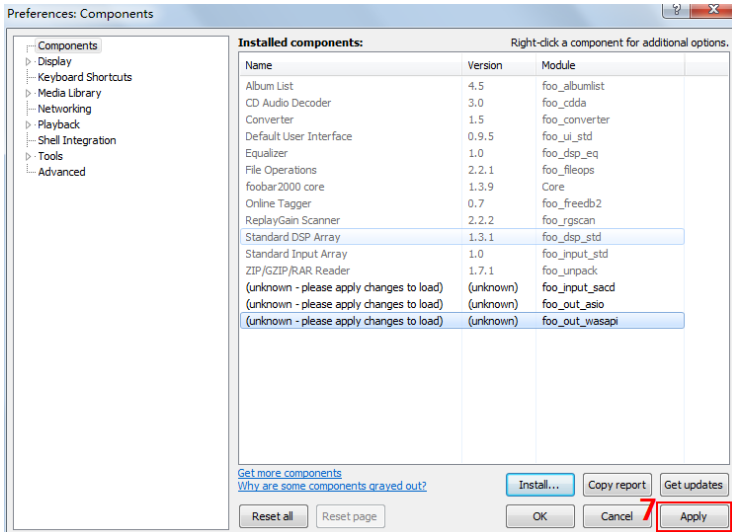 Preferences: Components
Components
Display
Keyboard Shortcuts
Media Library
Networking
Playback
Shell Integration
Tools
Advanced
Installed components: Right-click a component for additional options.
Name Version Module
Album List 4.5 foo_albumlist
CD Audio Decoder 3.0 foo_cdda
Converter 1.5 foo_converter
Default User Interface 0.9.5 foo_ui_std
Equalizer 1.0 foo_dsp_eq
File Operations 2.2.1 foo_fileops
foobar2000 core 1.3.9 Core
Online Tagger 0.7 foo_freedb2
ReplayGain Scanner 2.2.2 foo_rgscan
Standard DSP Array 1.3.1 foo_dsp_std
Standard Input Array 1.0 foo_input_std
ZIP/GZIP/RAR Reader 1.7.1 foo_unpack
(unknown - please apply changes to load) (unknown) foo_input_sacd
(unknown - please apply changes to load) (unknown) foo_out_asio
(unknown - please apply changes to load) (unknown) foo_out_wasapi
Get more components
Why are some components grayed out?
Install... Copy report Get updates
Reset all Reset page OK Cancel 7 Apply